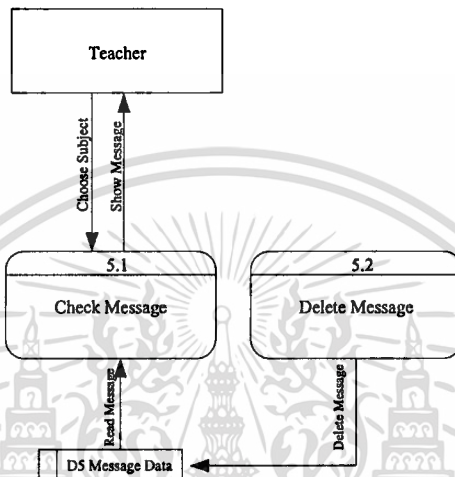 Teacher
Choose Subject
Show Message
5.1
Check Message
5.2
Delete Message
Read Message
Delete Message
D5 Message Data